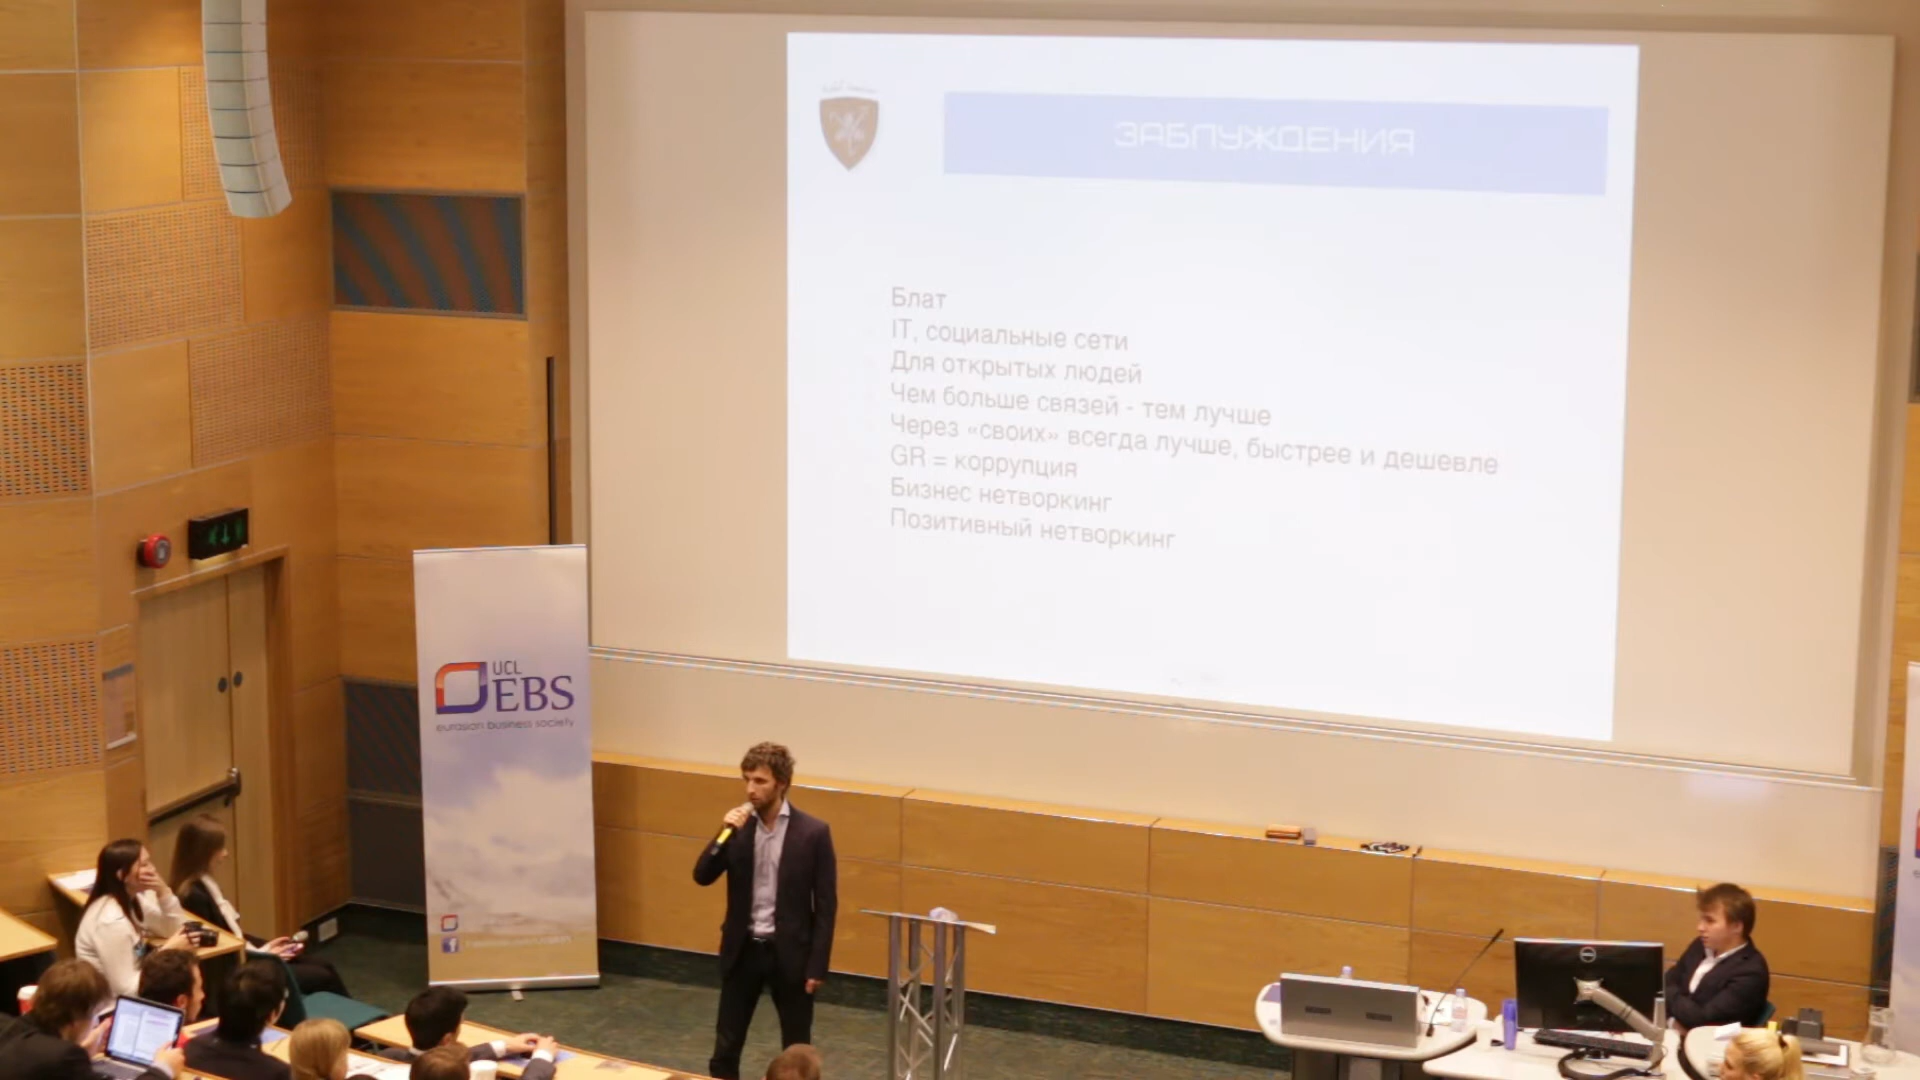 ЗАБЛУЖДЕНИЯ
Блат
IT, социальные сети
Для открытых людей
Чем больше связей - тем лучше
Через «своих» всегда лучше, быстрее и дешевле
GR = коррупция
Бизнес нетворкинг
Позитивный нетворкинг
UCL
EBS
eurasian business society
DELL